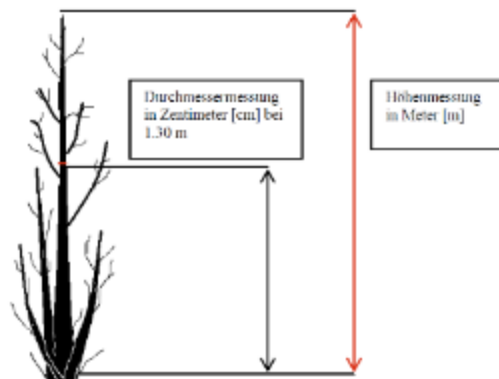 Durchmessermessung
in Zentimeter [cm] bei
1.30 m
Höhenmessung
in Meter [m]